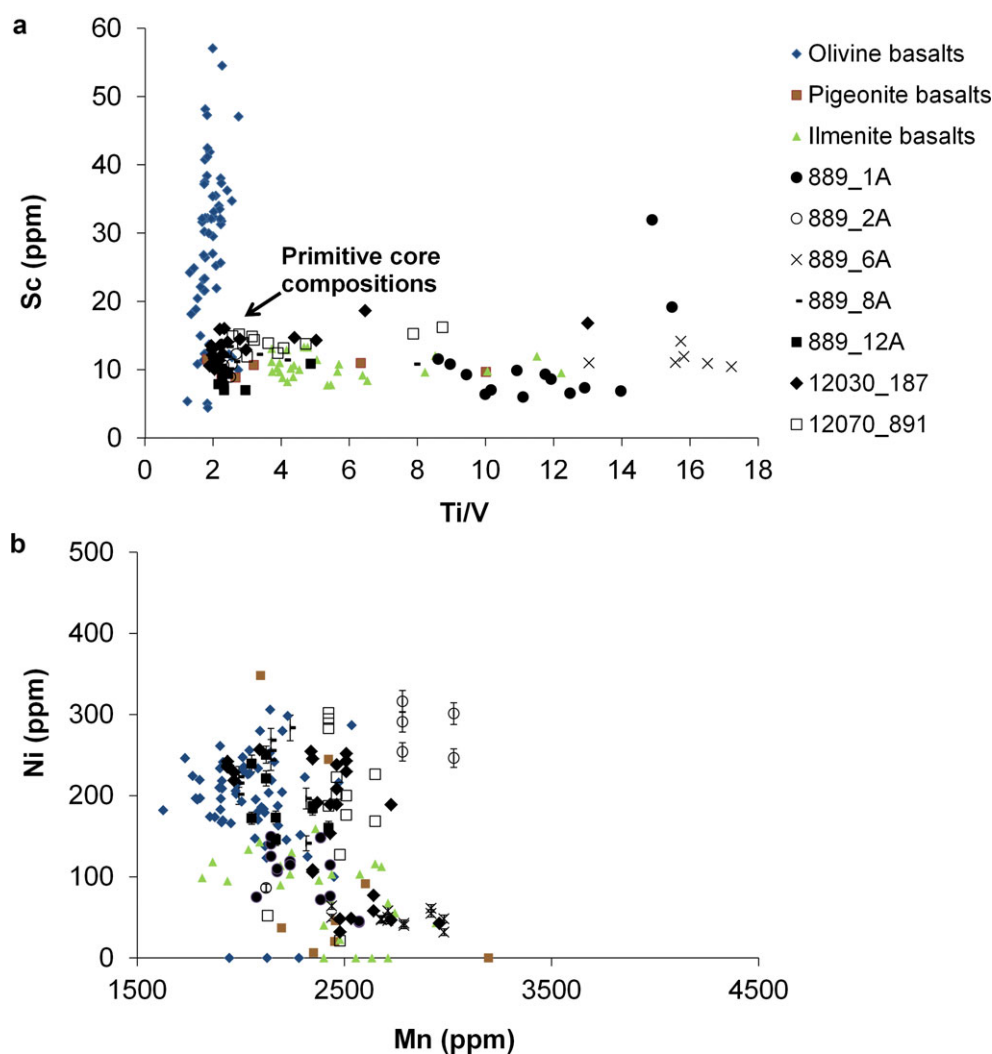 a
60
50
40
30
20
10
0
Sc (ppm)
Primitive core
compositions
0 2 4 6 8 10 12 14 16 18
Ti/V
Olivine basalts
Pigeonite basalts
Ilmenite basalts
889_1A
889_2A
889_6A
889_8A
889_12A
12030_187
12070_891
b
500
400
300
200
100
0
Ni (ppm)
1500 2500 3500 4500
Mn (ppm)